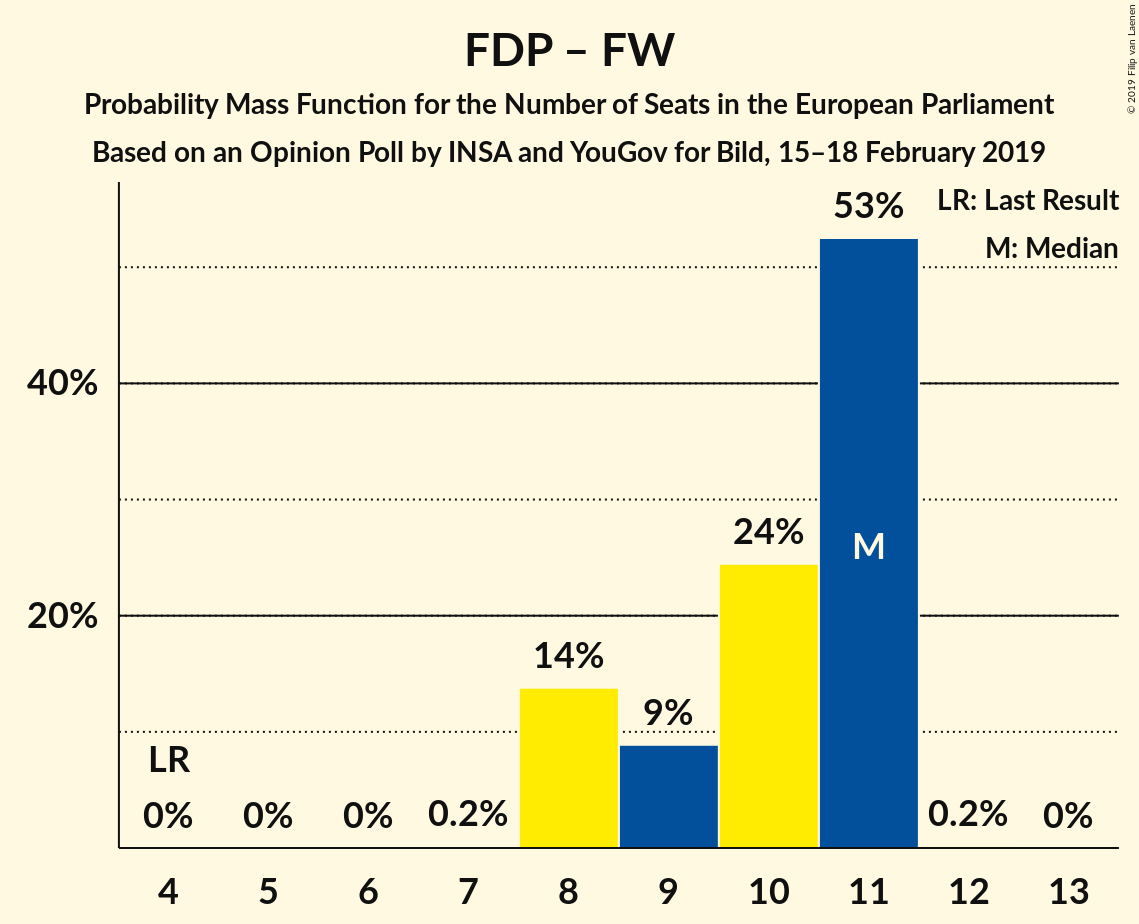 FDP – FW
Probability Mass Function for the Number of Seats in the European Parliament
Based on an Opinion Poll by INSA and YouGov for Bild, 15–18 February 2019
© 2019 Filip van Laenen
LR: Last Result
M: Median
53%
40%
24%
M
20%
14%
9%
LR
0% 0% 0% 0.2% 0.2% 0%
4 5 6 7 8 9 10 11 12 13